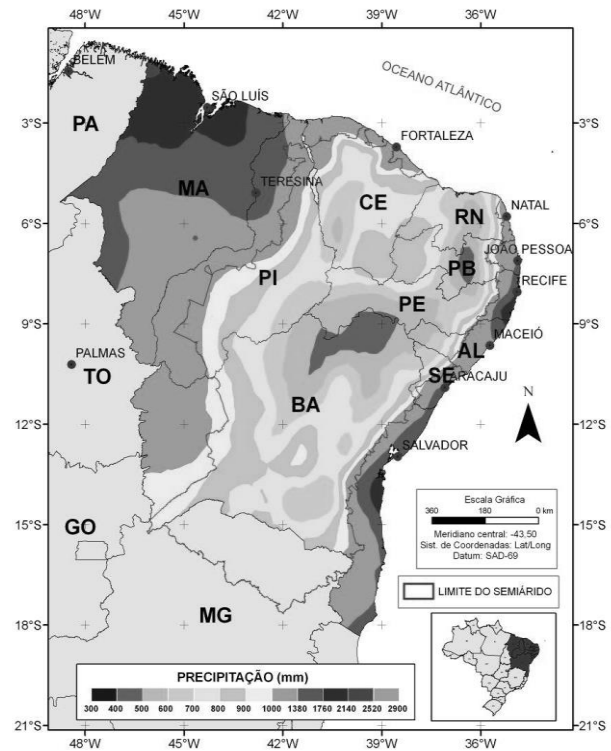 48°W 45°W 42°W 39°W 36°W
BELÉM
OCEANO ATLÂNTICO
SÃO LUÍS
PA
3°S 3°S
FORTALEZA
MA
TERESINA
CE
RN
NATAL
6°S 6°S
JOÃO PESSOA
PB
PI
RECIFE
PE
9°S 9°S
MACEIÓ
PALMAS
AL
TO
SE
ARACAJU
BA
N
12°S 12°S
SALVADOR
Escala Gráfica
360 180 0 km
Meridiano central: -43,50
Sist. de Coordenadas: Lat/Long
Datum: SAD-69
15°S 15°S
GO
LIMITE DO SEMIÁRIDO
MG
18°S 18°S
PRECIPITAÇÃO (mm)
300 400 500 600 700 800 900 1000 1380 1760 2140 2520 2900
21°S 21°S
48°W 45°W 42°W 39°W 36°W